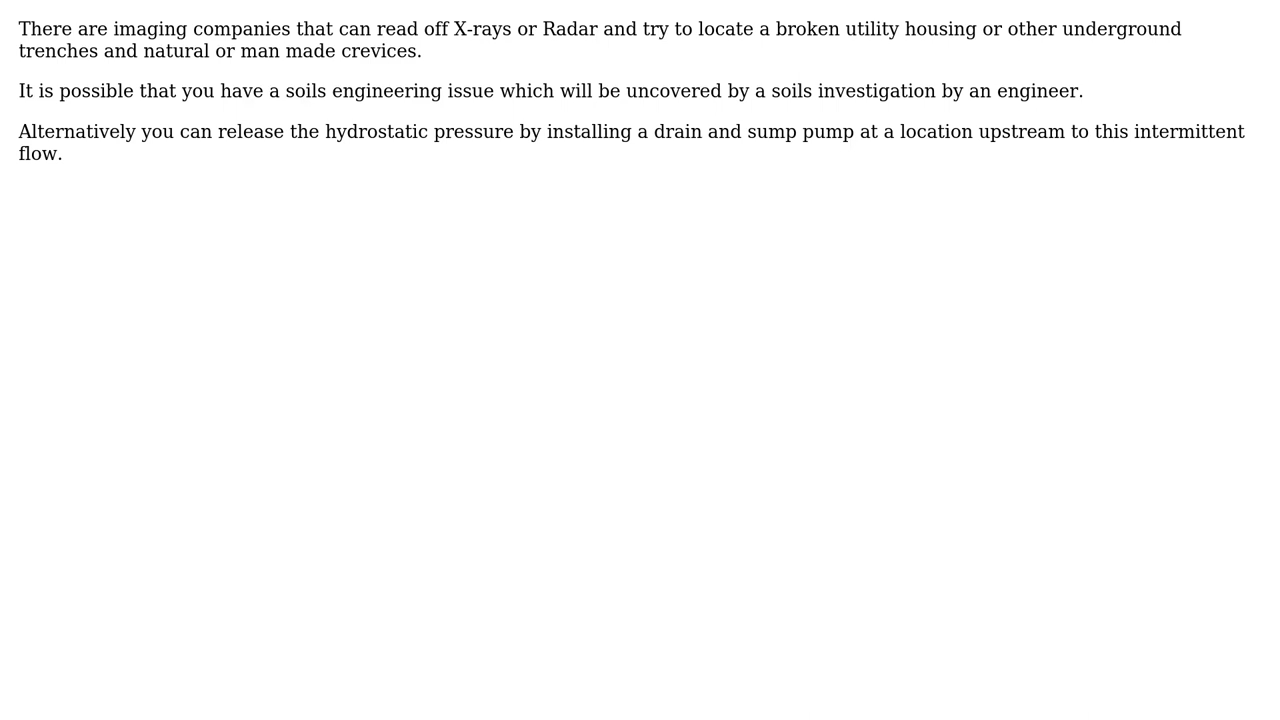 There are imaging companies that can read off X-rays or Radar and try to locate a broken utility housing or other underground
trenches and natural or man made crevices.
It is possible that you have a soils engineering issue which will be uncovered by a soils investigation by an engineer.
Alternatively you can release the hydrostatic pressure by installing a drain and sump pump at a location upstream to this intermittent
flow.